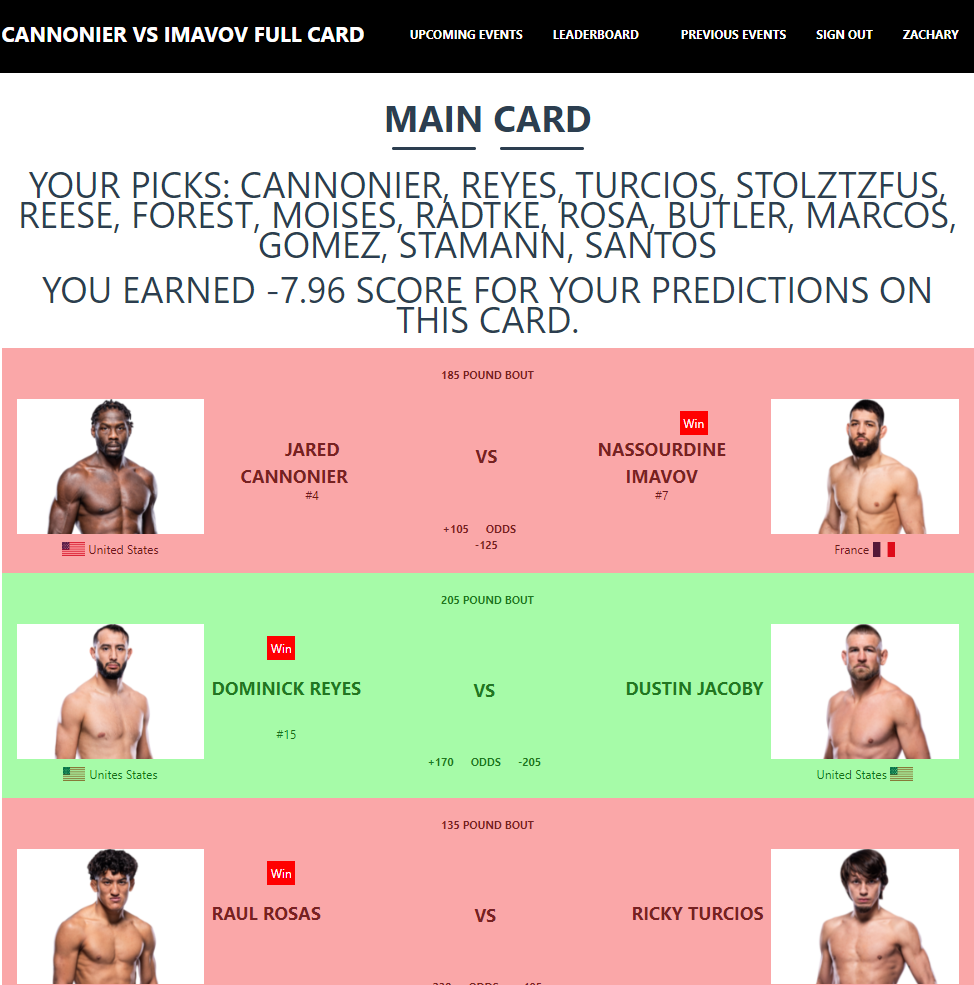 CANNONIER VS IMAVOV FULL CARD
UPCOMING EVENTS LEADERBOARD PREVIOUS EVENTS SIGN OUT ZACHARY
MAIN CARD
YOUR PICKS: CANNONIER, REYES, TURCIOS, STOLZTZFUS,
REESE, FOREST, MOISES, RADTKE, ROSA, BUTLER, MARCOS,
GOMEZ, STAMANN, SANTOS
YOU EARNED -7.96 SCORE FOR YOUR PREDICTIONS ON
THIS CARD.
185 POUND BOUT
Win
JARED
CANNONIER
#4
VS
NASSOURDINE
IMAVOV
#7
+105 ODDS
-125
United States
France
205 POUND BOUT
Win
DOMINICK REYES VS DUSTIN JACOBY
#15
+170 ODDS -205
Unites States
United States
135 POUND BOUT
Win
RAUL ROSAS VS RICKY TURCIOS